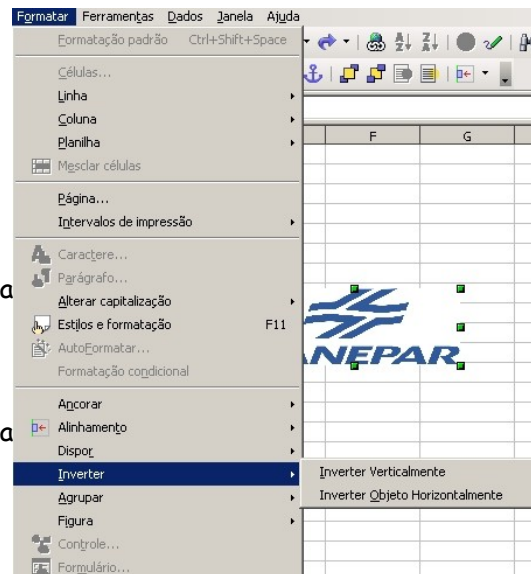 Formatar Ferramentas Dados Janela Ajuda
Formatação padrão Ctrl+Shift+Space
Células...
Linha
Coluna
Planilha
Mesclar células
Página...
Intervalos de impressão
Caractere...
Parágrafo...
Alterar capitalização
Estilos e formatação F11
AutoFormatar...
Formatação condicional
Ancorar
Alinhamento
Dispor
Inverter
Agrupar
Figura
Controle...
Formulário...
Inverter Verticalmente
Inverter Objeto Horizontalmente
F G
ANEPAR
a
a